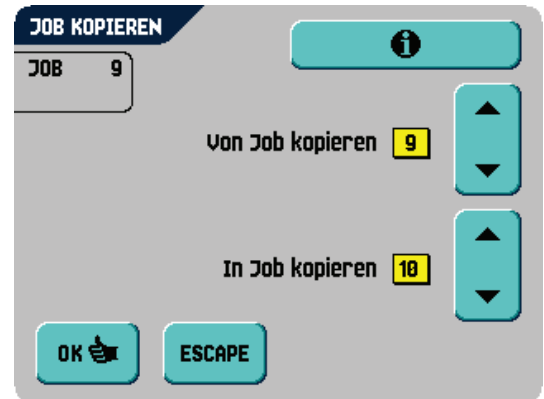 JOB KOPIEREN
JOB 9
Von Job kopieren 9
In Job kopieren 10
OK ESCAPE